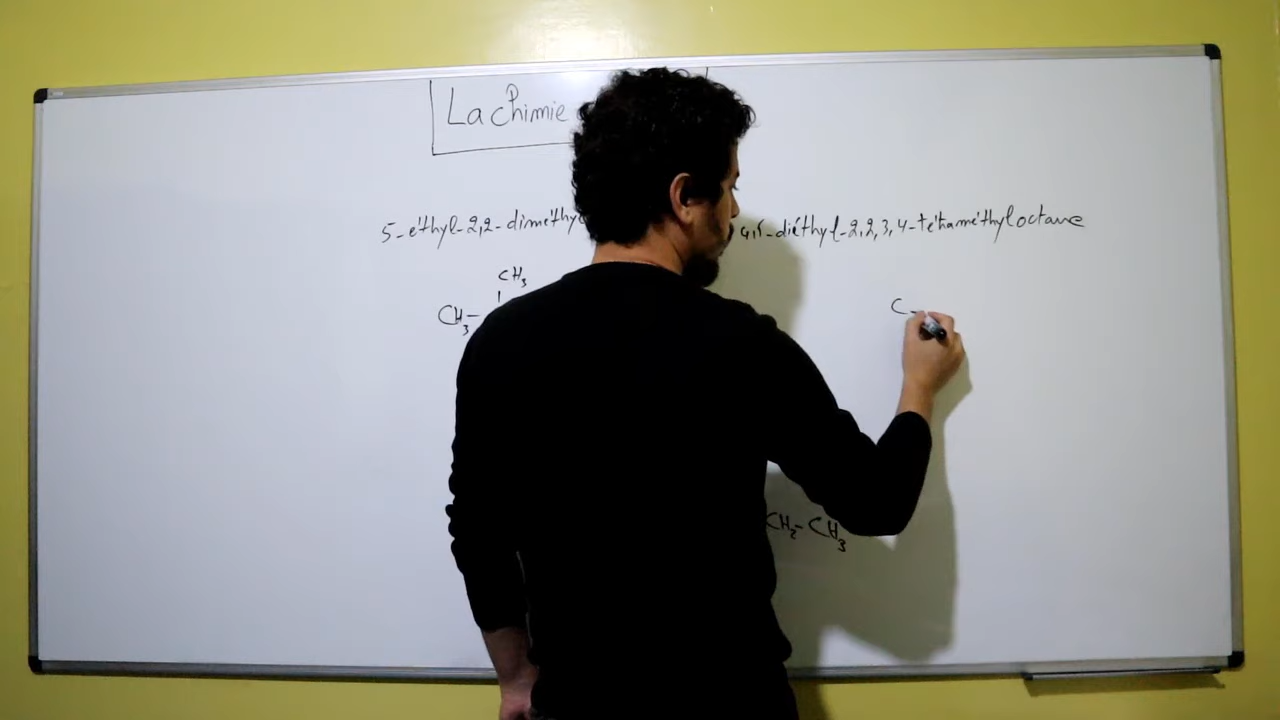 La chimie
5-éthyl-2,2-diméthyl 4,5-diéthyl-2,2,3,4-tétraméthyloctane
CH3
CH3- C-
CH2-CH3